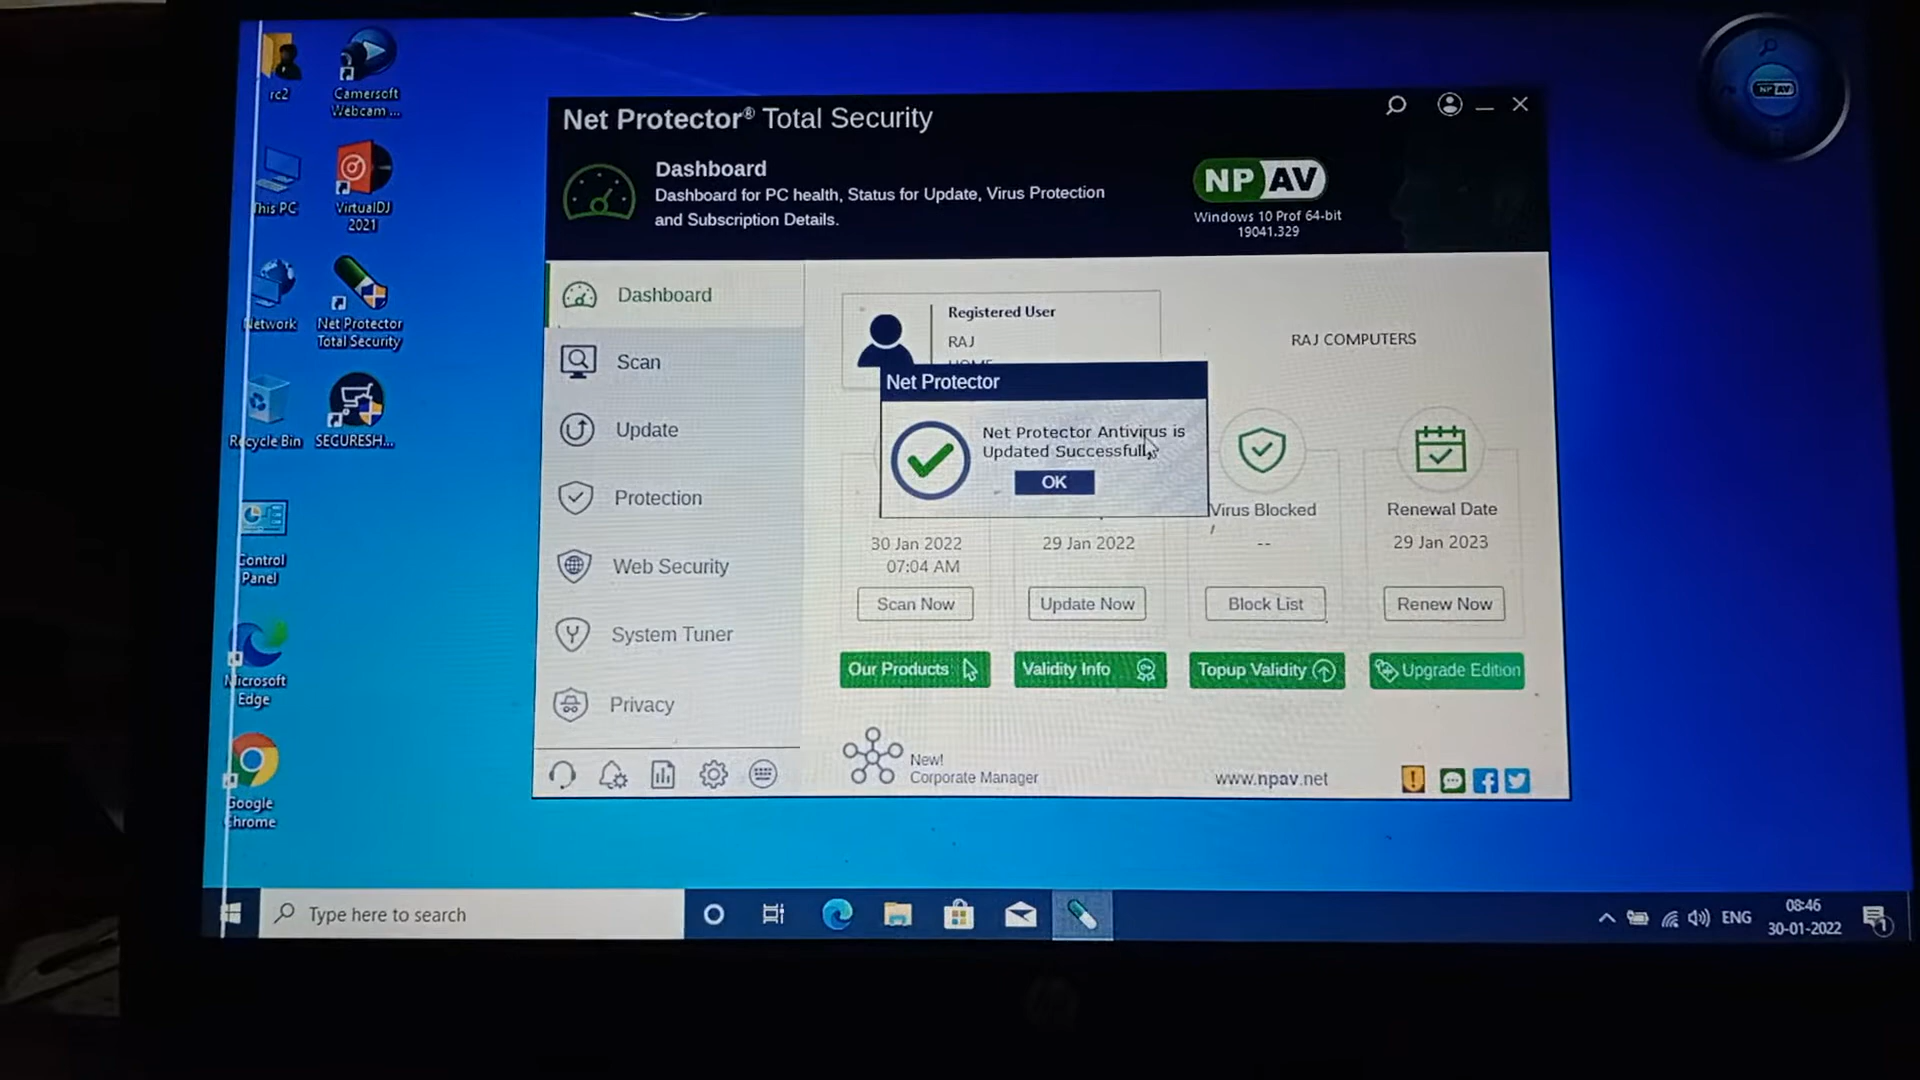 rc2
Camersoft
Webcam ...
This PC
VirtualDJ
2021
Network
Net Protector
Total Security
Recycle Bin
SEGURESH...
Control
Panel
Microsoft
Edge
Google
Chrome
NPAV
Net Protector® Total Security
Dashboard
Dashboard for PC health, Status for Update, Virus Protection
and Subscription Details.
NPAV
Windows 10 Prof 64-bit
19041.329
Dashboard
Scan
Update
Protection
Web Security
System Tuner
Privacy
Registered User
RAJ
HOME
RAJ COMPUTERS
Net Protector
Net Protector Antivirus is
Updated Successfully
OK
30 Jan 2022
07:04 AM
Scan Now
29 Jan 2022
Update Now
Virus Blocked
--
Block List
Renewal Date
29 Jan 2023
Renew Now
Our Products
Validity Info
Topup Validity
Upgrade Edition
New!
Corporate Manager
www.npav.net
Type here to search
ENG
08:46
30-01-2022
1